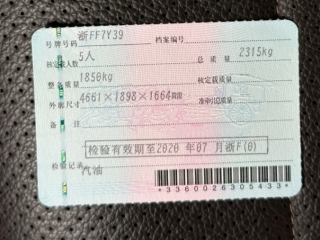 号牌号码 浙FF7Y39 档案编号
核定载人数 5人 总质量 2315kg
整备质量 1850kg 核定载质量
外廓尺寸 4661×1898×1664mm 准牵引总质量
备注
检验有效期至2020年07月浙F(0)
检验记录 汽油
*3360026305433*